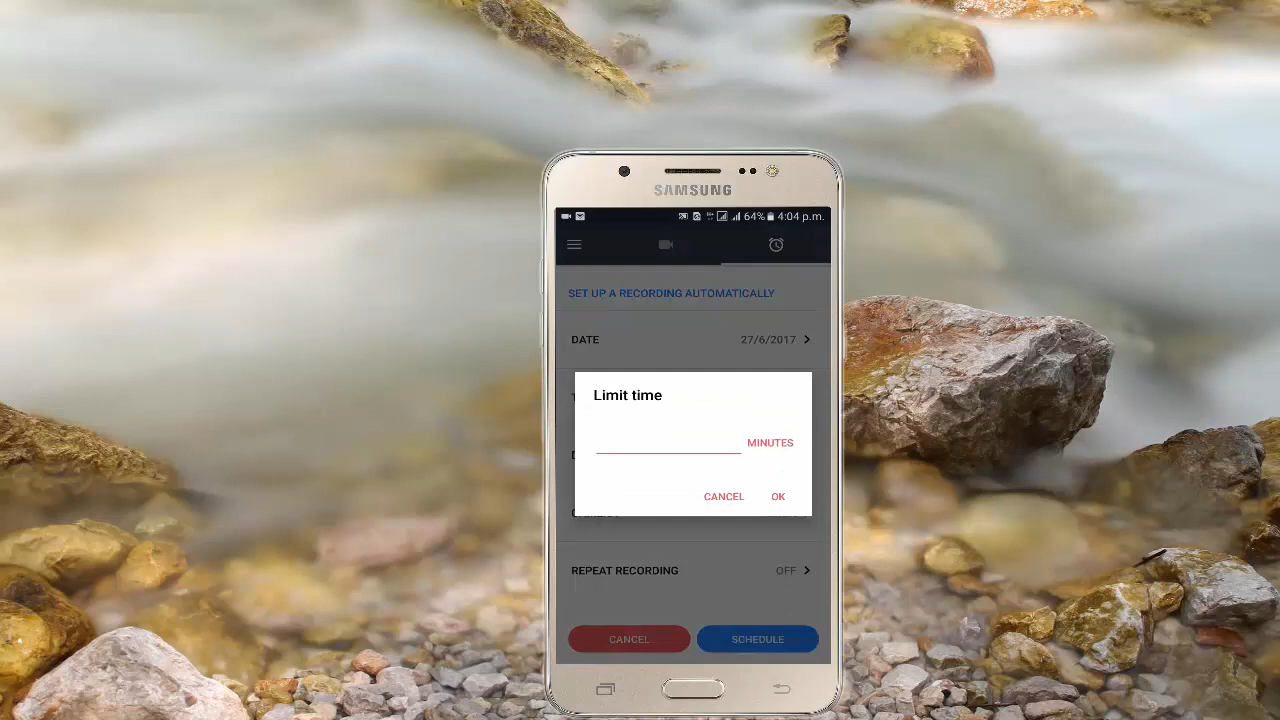 SAMSUNG
64% 4:04 p.m.
SET UP A RECORDING AUTOMATICALLY
DATE 27/6/2017
Limit time
MINUTES
CANCEL OK
REPEAT RECORDING OFF
CANCEL SCHEDULE